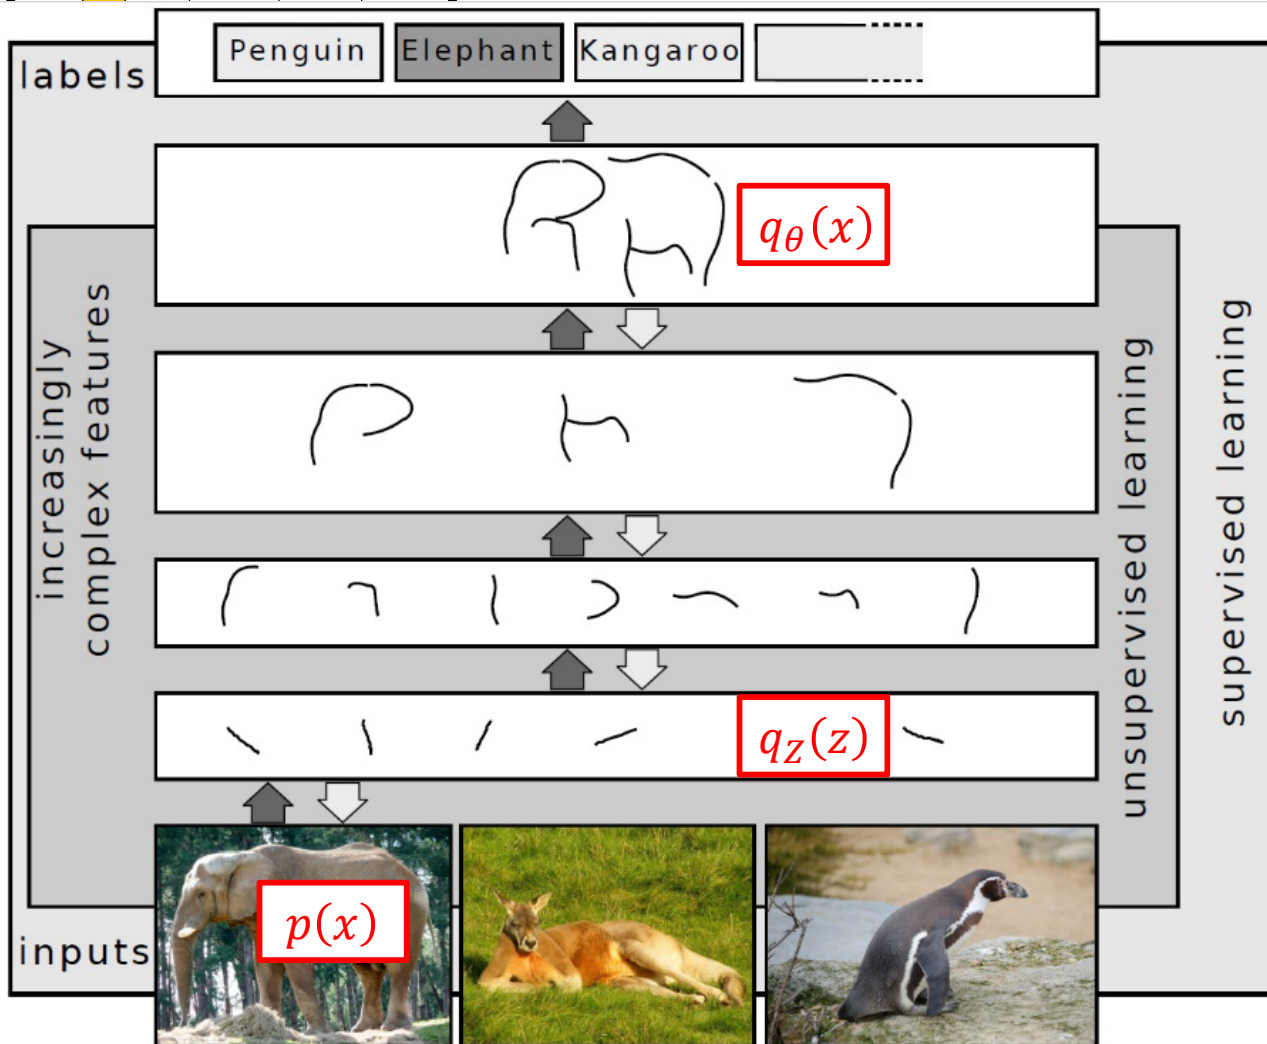 labels
Penguin
Elephant
Kangaroo
qθ(x)
increasingly
complex features
unsupervised learning
supervised learning
qZ(z)
inputs
p(x)